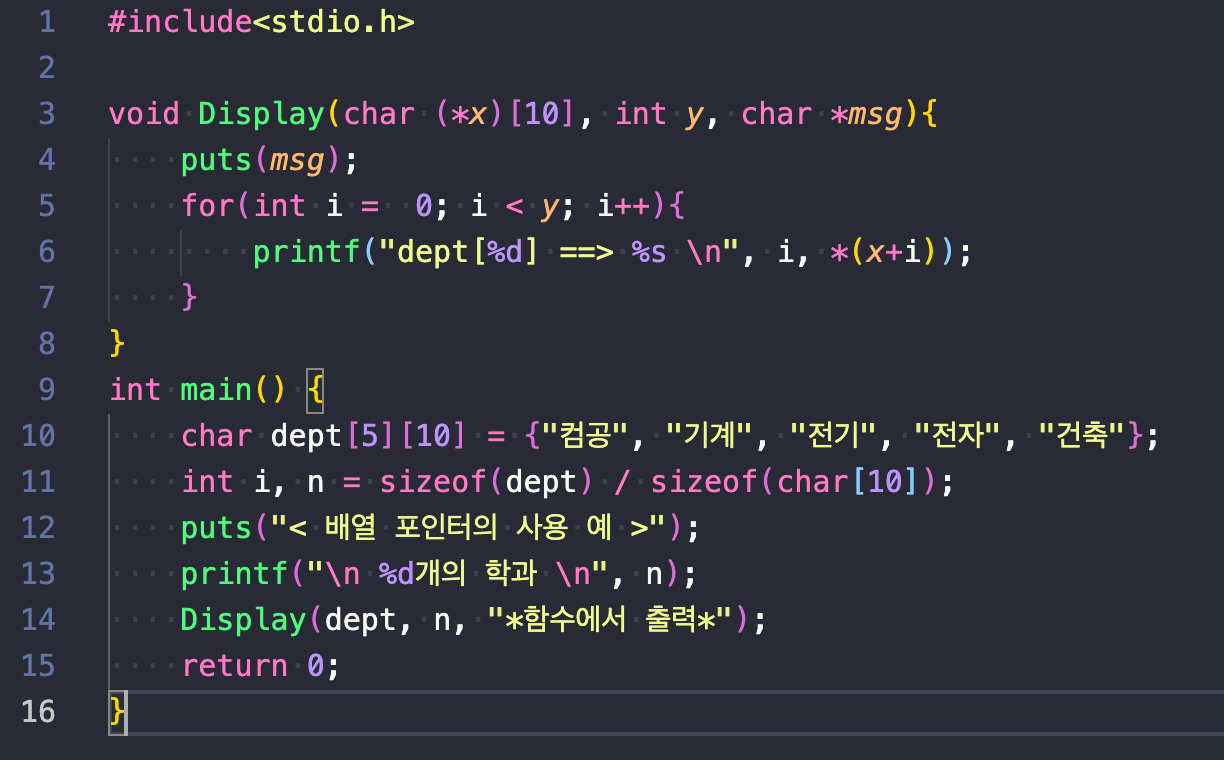 1 #include<stdio.h>
2
3 void Display(char (*x)[10], int y, char *msg){
4 puts(msg);
5 for(int i =  0; i < y; i++){
6 printf("dept[%d] ==> %s \n", i, *(x+i));
7 }
8 }
9 int main() {
10 char dept[5][10] = {"컴공", "기계", "전기", "전자", "건축"};
11 int i, n = sizeof(dept) / sizeof(char[10]);
12 puts("< 배열 포인터의 사용 예 >");
13 printf("\n %d개의 학과 \n", n);
14 Display(dept, n, "*함수에서 출력*");
15 return 0;
16 }